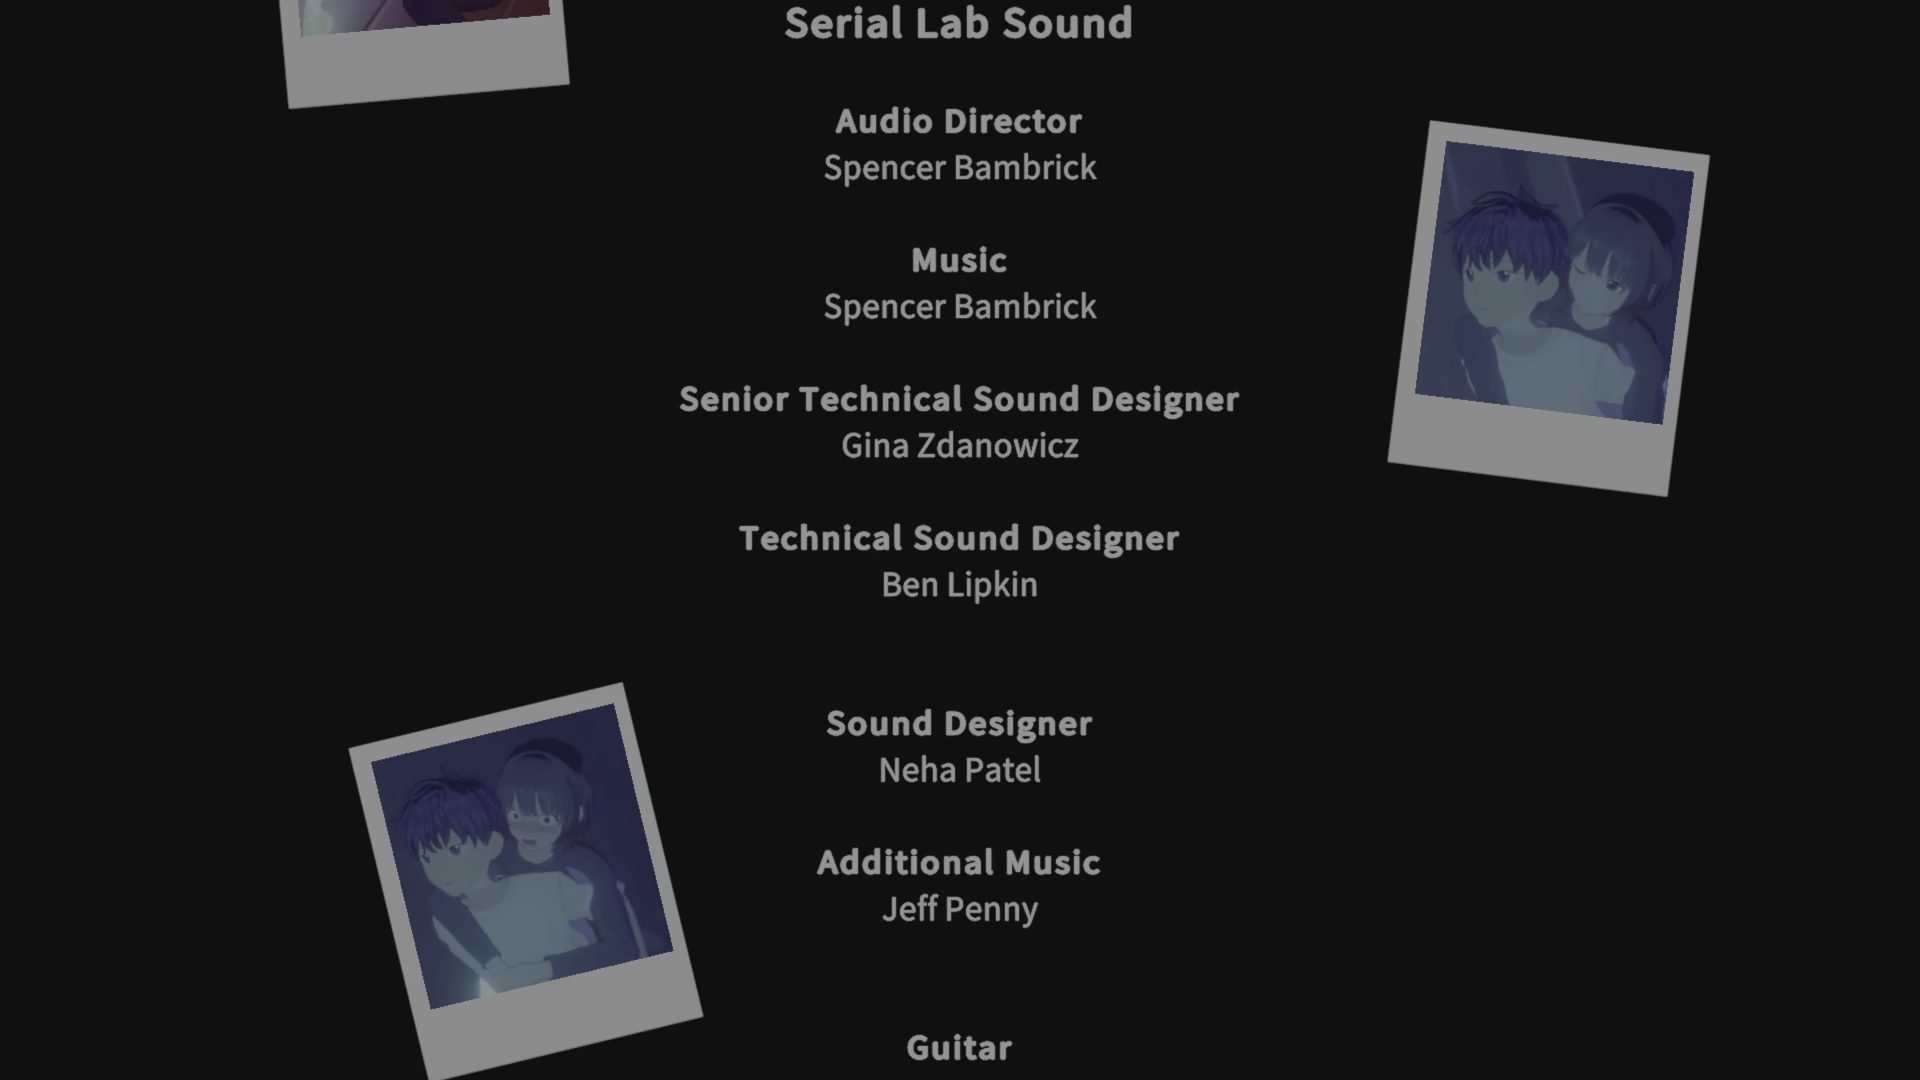 Serial Lab Sound
Audio Director
Spencer Bambrick
Music
Spencer Bambrick
Senior Technical Sound Designer
Gina Zdanowicz
Technical Sound Designer
Ben Lipkin
Sound Designer
Neha Patel
Additional Music
Jeff Penny
Guitar